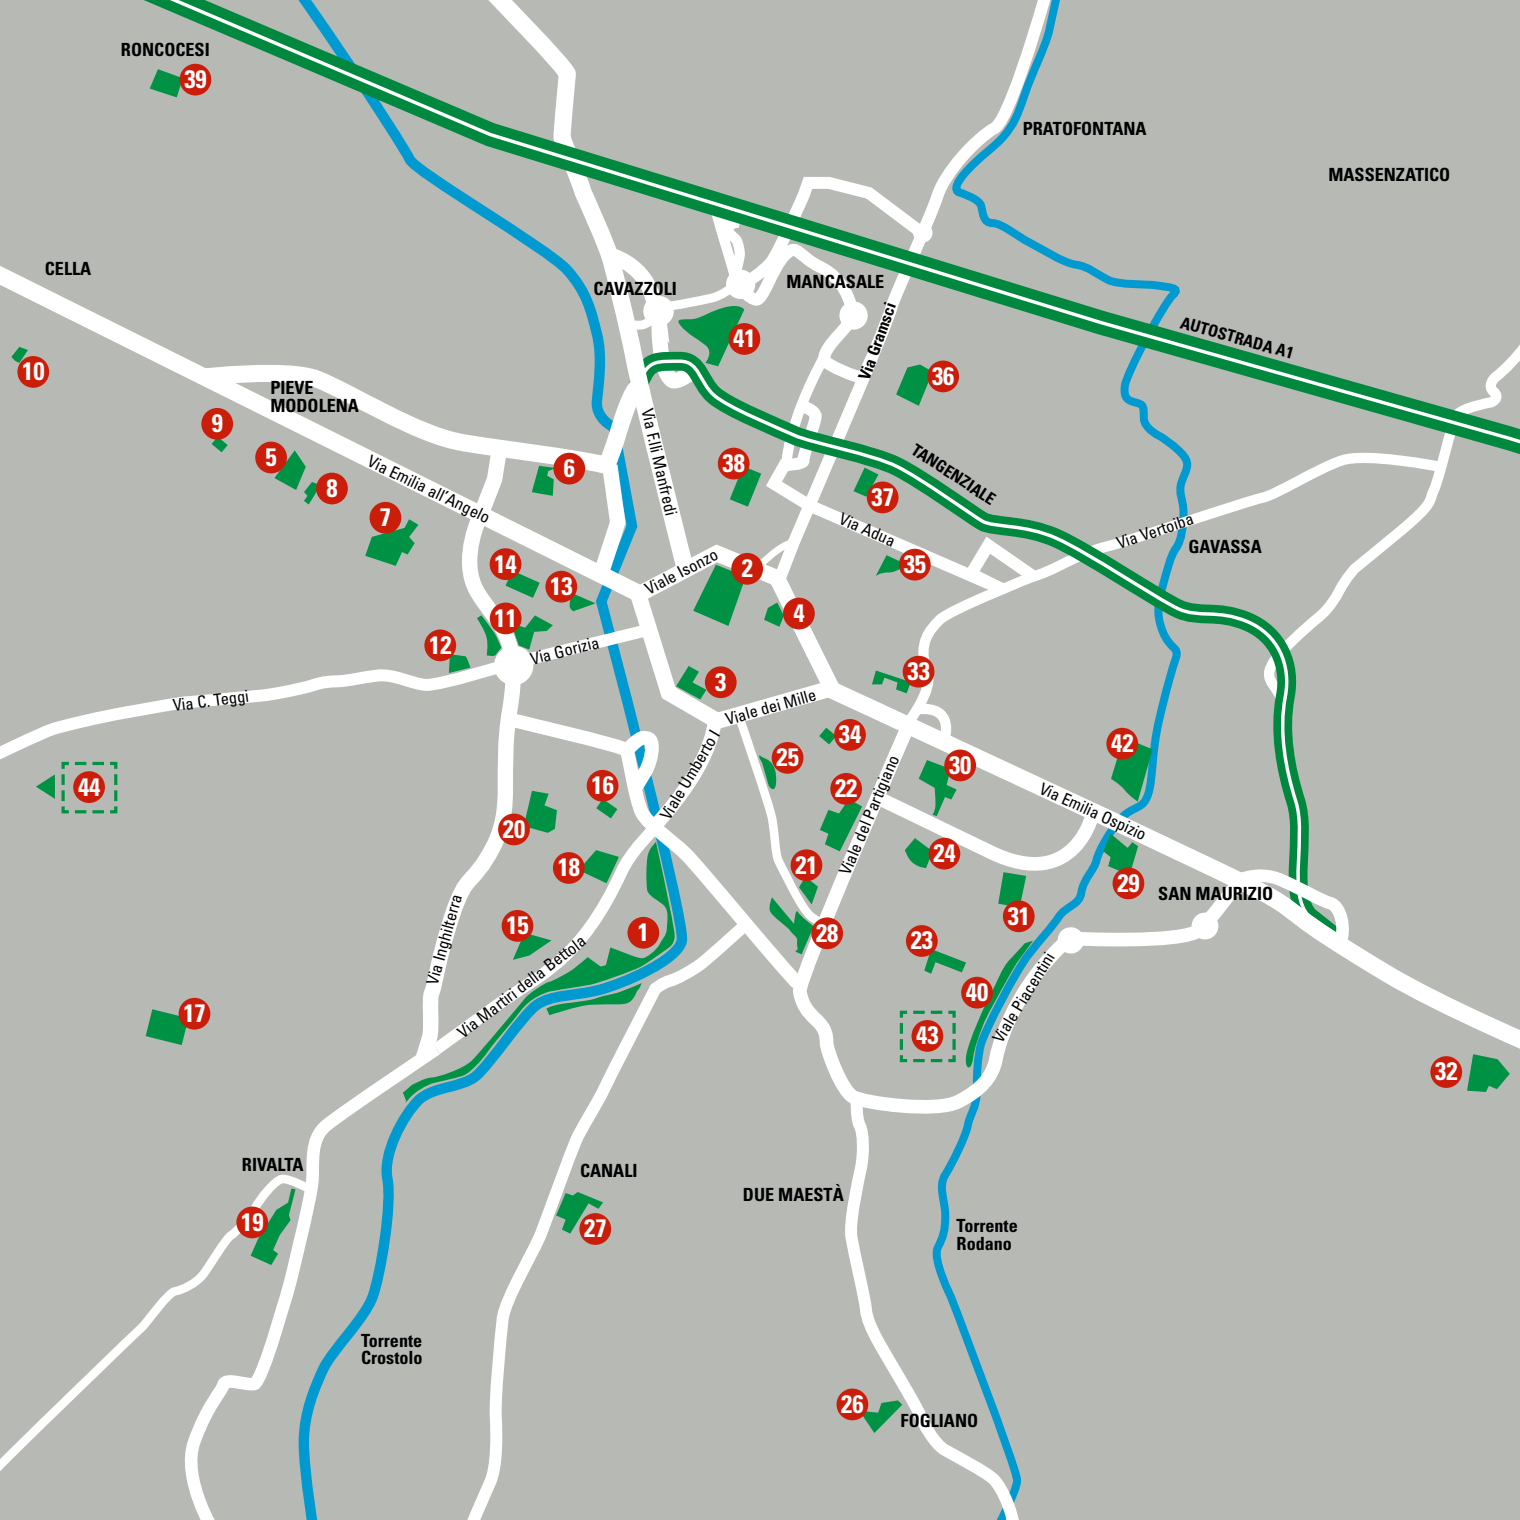 RONCOCESI
39
PRATOFONTANA
MASSENZATICO
CELLA
CAVAZZOLI
MANCASALE
41
Via Gramsci
AUTOSTRADA A1
10
36
PIEVE
MODOLENA
9
5
8
Via Emilia all'Angelo
6
Via F.lli Manfredi
38
37
TANGENZIALE
7
Via Adua
Via Vertoiba
GAVASSA
14
13
Viale Isonzo
2
35
11
4
12
Via Gorizia
3
33
Via C. Teggi
Viale dei Mille
34
Viale Umberto I
25
42
44
16
22
30
Viale del Partigiano
Via Emilia Ospizio
20
18
21
24
29
SAN MAURIZIO
31
Via Inghilterra
15
1
28
23
Via Martiri della Bettola
40
Viale Piacentini
17
43
32
RIVALTA
CANALI
DUE MAESTÀ
19
27
Torrente
Rodano
Torrente
Crostolo
26
FOGLIANO